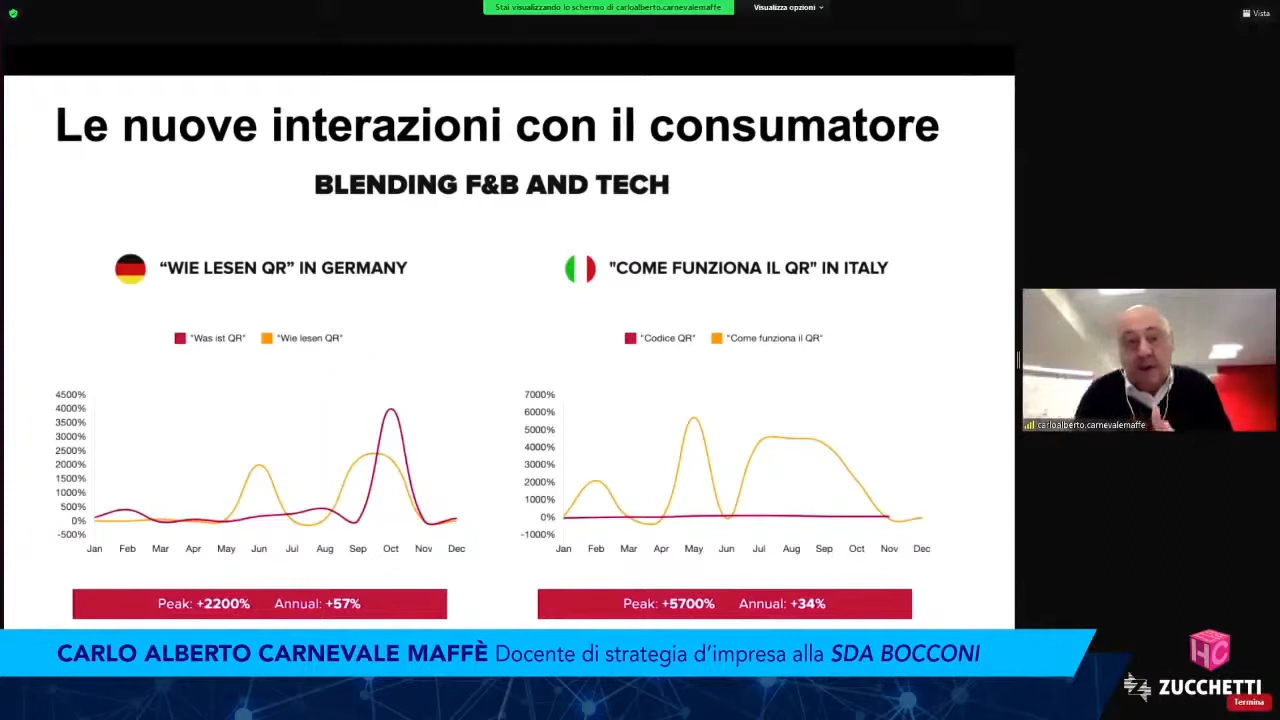 Stai visualizzando lo schermo di carloalberto.carnevalemaffe
Visualizza opzioni
Vista
Le nuove interazioni con il consumatore
BLENDING F&B AND TECH
“WIE LESEN QR” IN GERMANY
"COME FUNZIONA IL QR" IN ITALY
"Was ist QR" "Wie lesen QR"
"Codice QR" "Come funziona il QR"
4500%
4000%
3500%
3000%
2500%
2000%
1500%
1000%
500%
0%
-500%
Jan Feb Mar Apr May Jun Jul Aug Sep Oct Nov Dec
7000%
6000%
5000%
4000%
3000%
2000%
1000%
0%
-1000%
Jan Feb Mar Apr May Jun Jul Aug Sep Oct Nov Dec
Peak: +2200% Annual: +57%
Peak: +5700% Annual: +34%
carloalberto.carnevalemaffe
CARLO ALBERTO CARNEVALE MAFFÈ Docente di strategia d’impresa alla SDA BOCCONI
HC
ZUCCHETTI
Termina